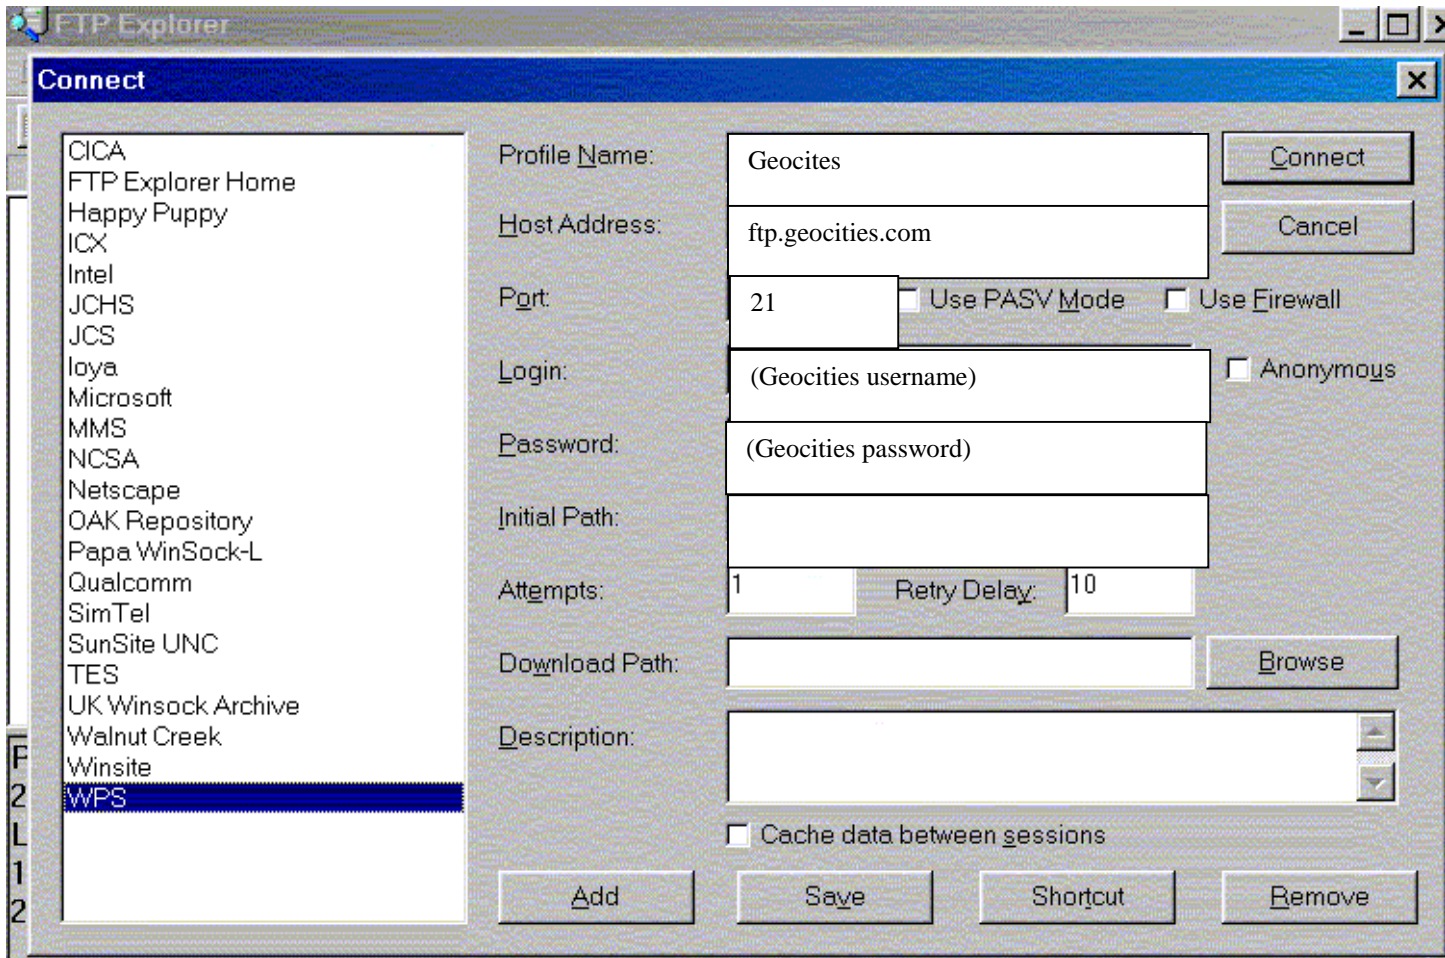 FTP Explorer
Connect
CICA
FTP Explorer Home
Happy Puppy
ICX
Intel
JCHS
JCS
Ioya
Microsoft
MMS
NCSA
Netscape
OAK Repository
Papa WinSock-L
Qualcomm
SimTel
SunSite UNC
TES
UK Winsock Archive
Walnut Creek
Winsite
WPS
Profile Name: Geocites Connect
Host Address: ftp.geocities.com Cancel
Port: 21 Use PASV Mode Use Firewall
Login: (Geocities username) Anonymous
Password: (Geocities password)
Initial Path:
Attempts: 1 Retry Delay: 10
Download Path: Browse
Description:
Cache data between sessions
Add Save Shortcut Remove
P
2
L
1
2